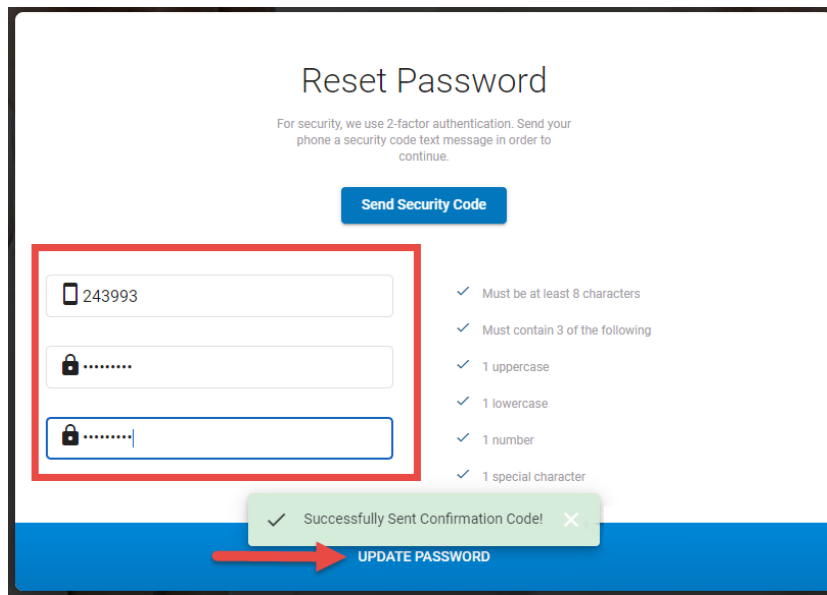 Reset Password
For security, we use 2-factor authentication. Send your
phone a security code text message in order to
continue.
Send Security Code
243993
•••••••••
•••••••••
Must be at least 8 characters
Must contain 3 of the following
1 uppercase
1 lowercase
1 number
1 special character
Successfully Sent Confirmation Code!
UPDATE PASSWORD